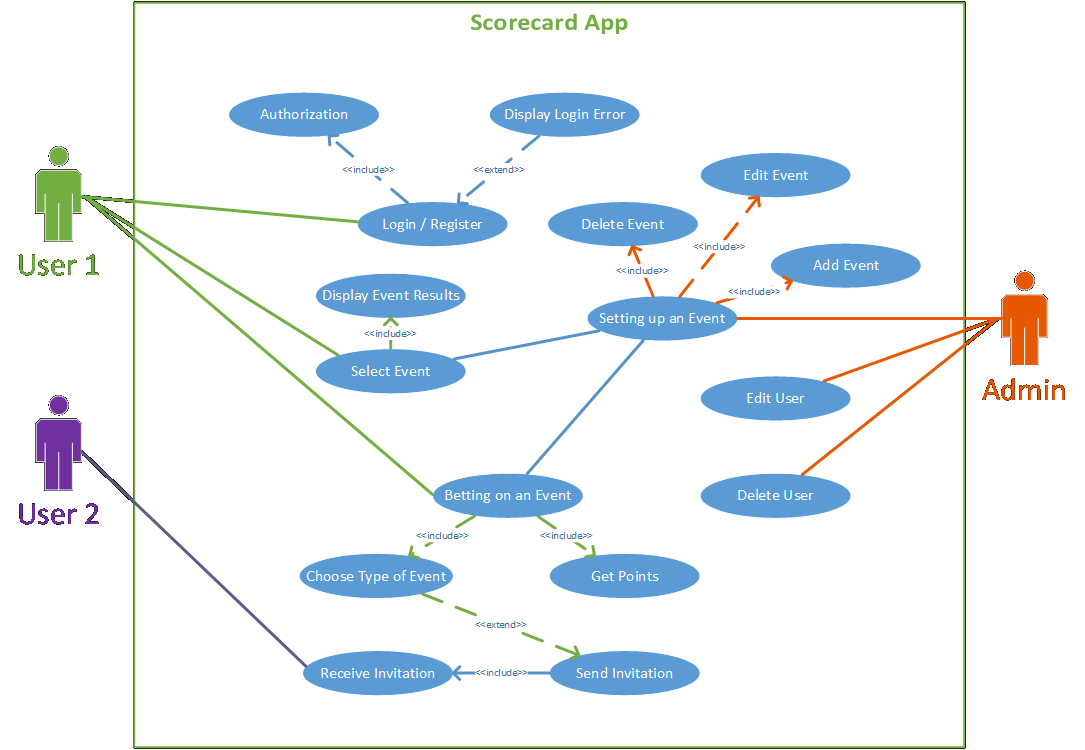 Scorecard App
Authorization
Display Login Error
<<include>>
<<extend>>
Edit Event
Login / Register
Delete Event
<<include>>
User 1
<<include>>
Add Event
<<include>>
Display Event Results
Setting up an Event
<<include>>
Select Event
Admin
Edit User
Betting on an Event
Delete User
User 2
<<include>>
<<include>>
Choose Type of Event
Get Points
<<extend>>
Receive Invitation
<<include>>
Send Invitation